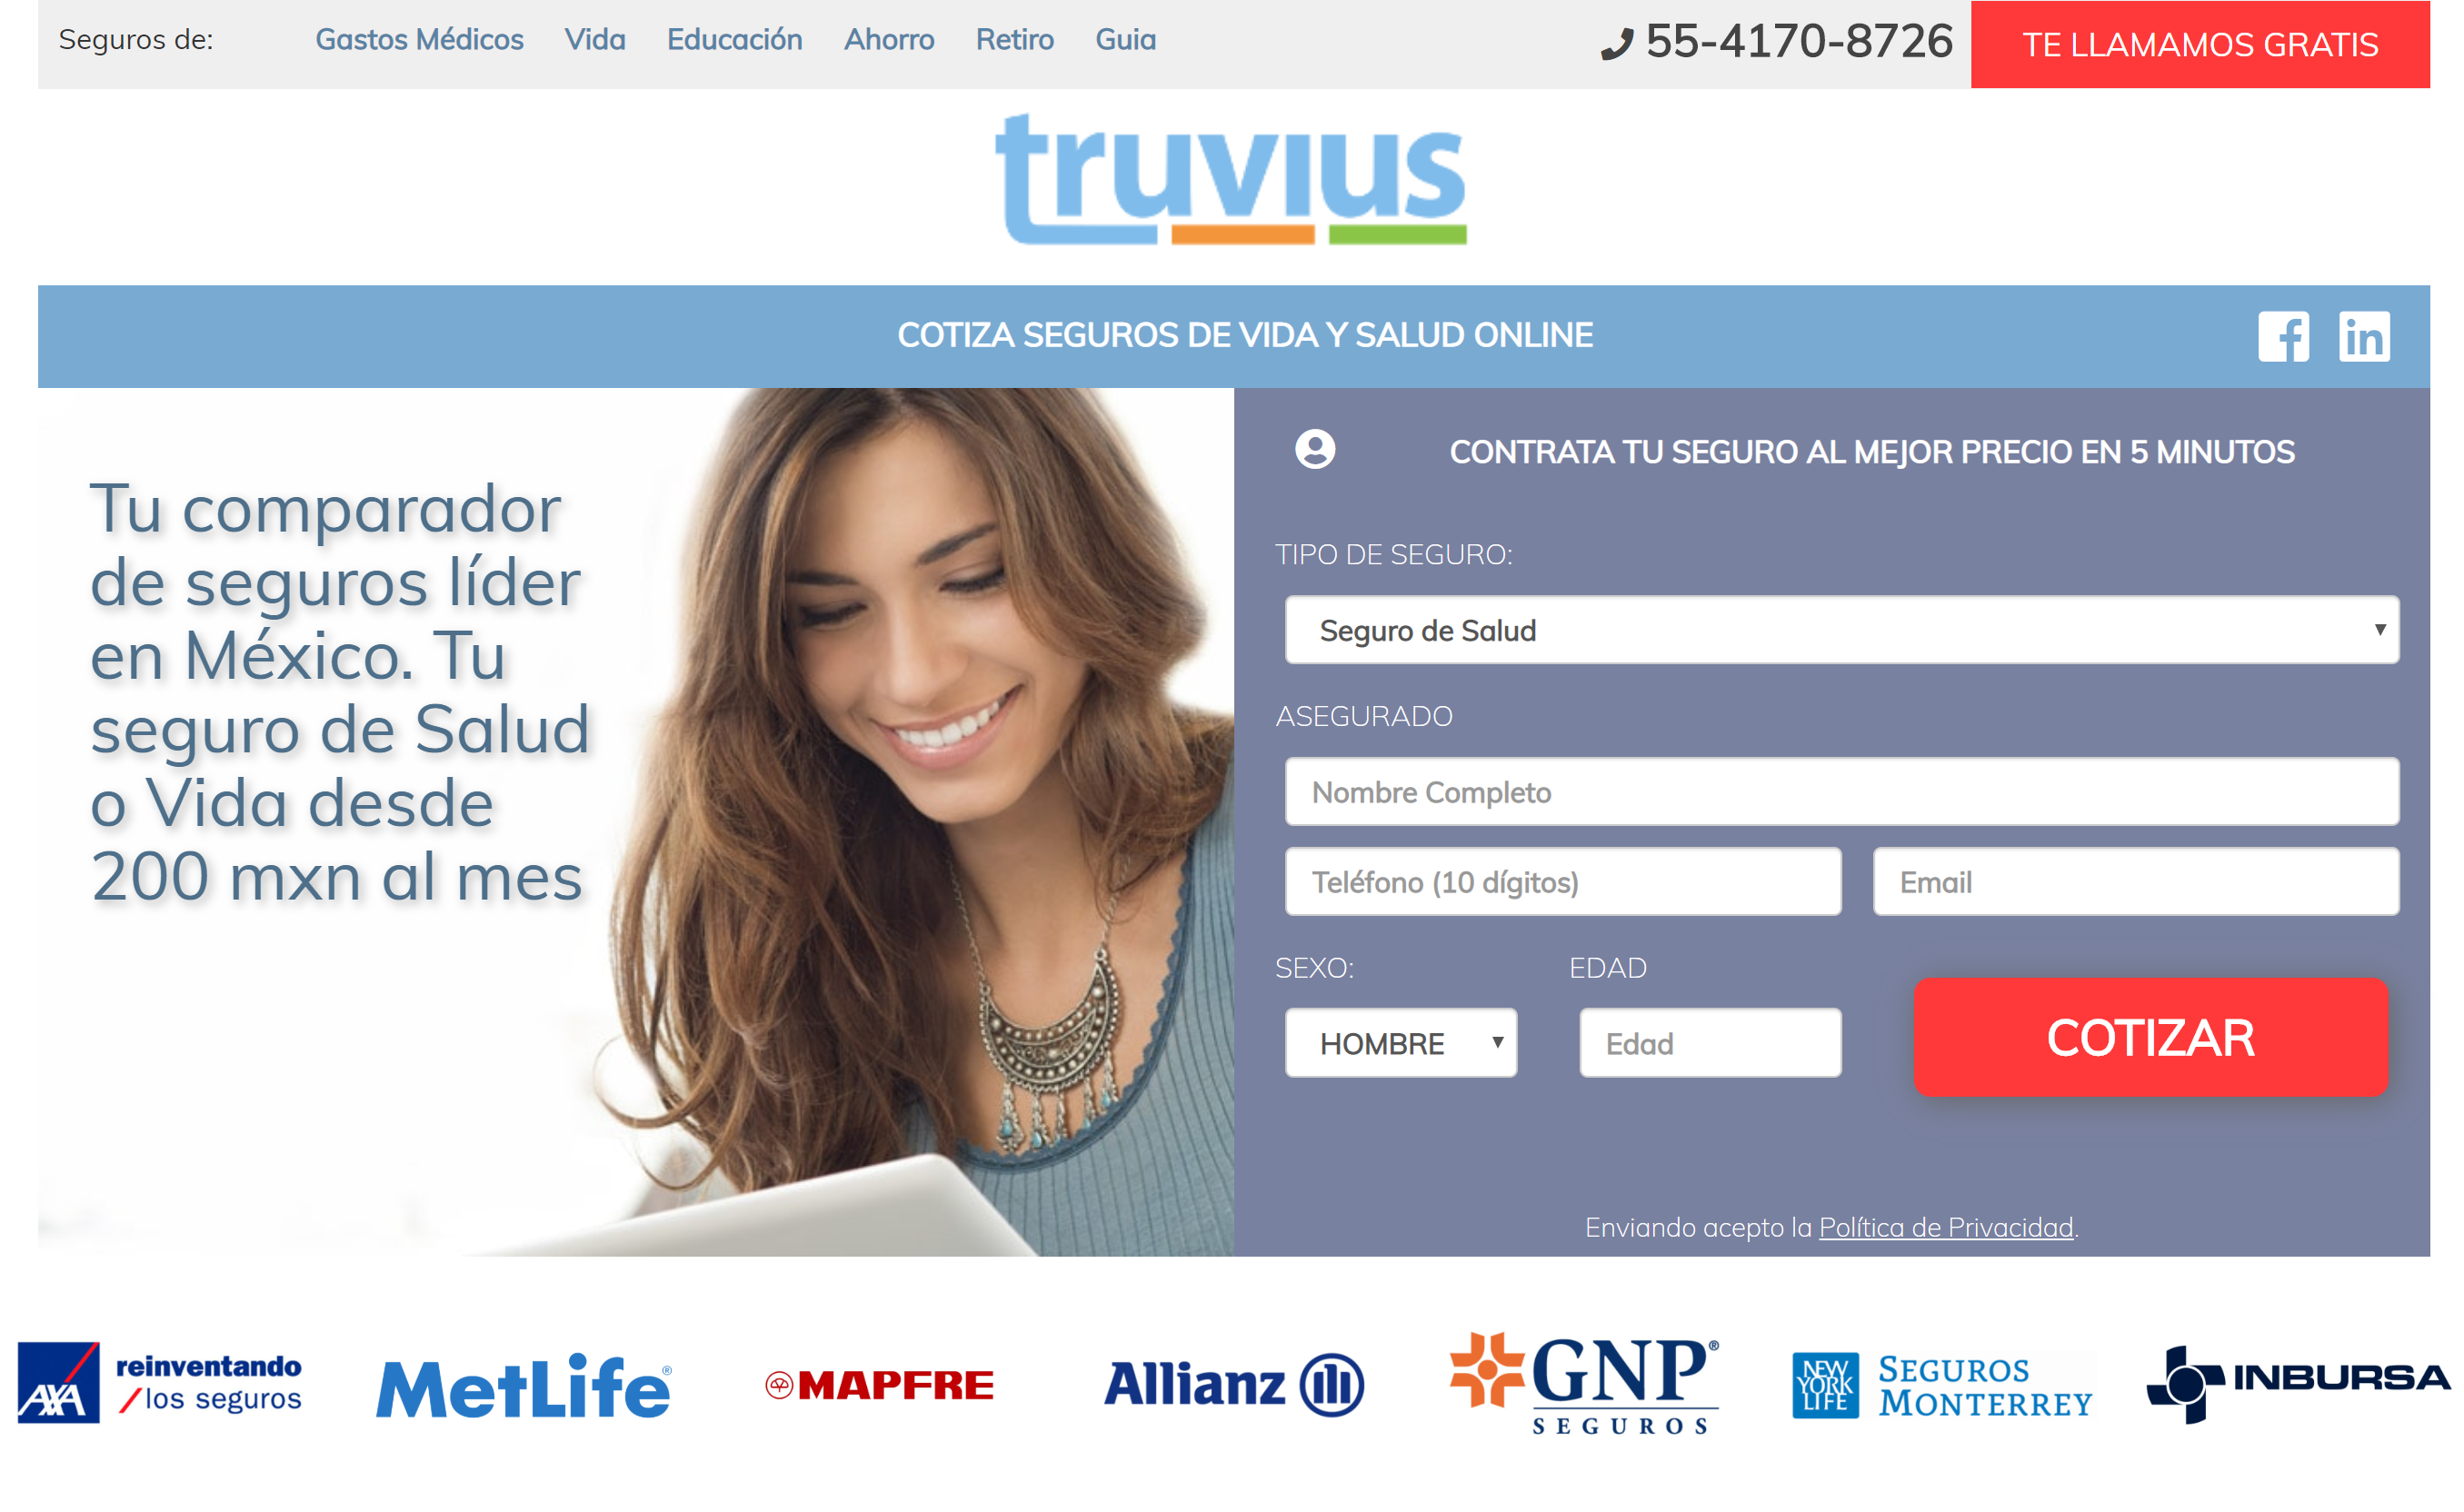 Seguros de: Gastos Médicos Vida Educación Ahorro Retiro Guia 55-4170-8726 TE LLAMAMOS GRATIS
truvius
COTIZA SEGUROS DE VIDA Y SALUD ONLINE
Tu comparador
de seguros líder
en México. Tu
seguro de Salud
o Vida desde
200 mxn al mes
CONTRATA TU SEGURO AL MEJOR PRECIO EN 5 MINUTOS
TIPO DE SEGURO:
Seguro de Salud
ASEGURADO
Nombre Completo
Teléfono (10 dígitos) Email
SEXO: EDAD
HOMBRE Edad COTIZAR
Enviando acepto la Política de Privacidad.
AXA reinventando
los seguros
MetLife®
MAPFRE
Allianz
GNP®
SEGUROS
NEW
YORK
LIFE
SEGUROS
MONTERREY
INBURSA